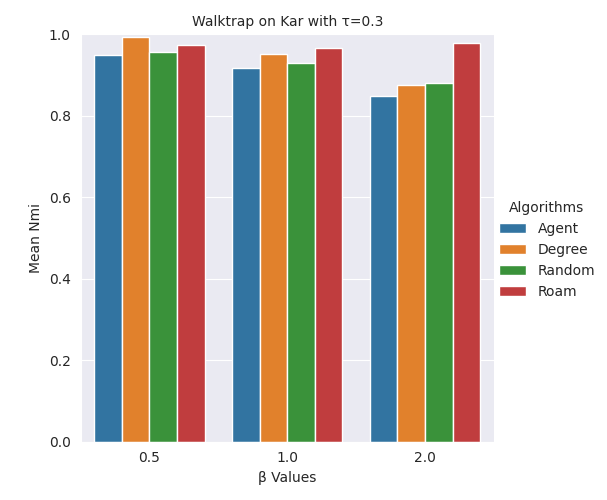 Walktrap on Kar with τ=0.3
Mean Nmi
1.0
0.8
0.6
0.4
0.2
0.0
0.5
1.0
2.0
β Values
Algorithms
Agent
Degree
Random
Roam